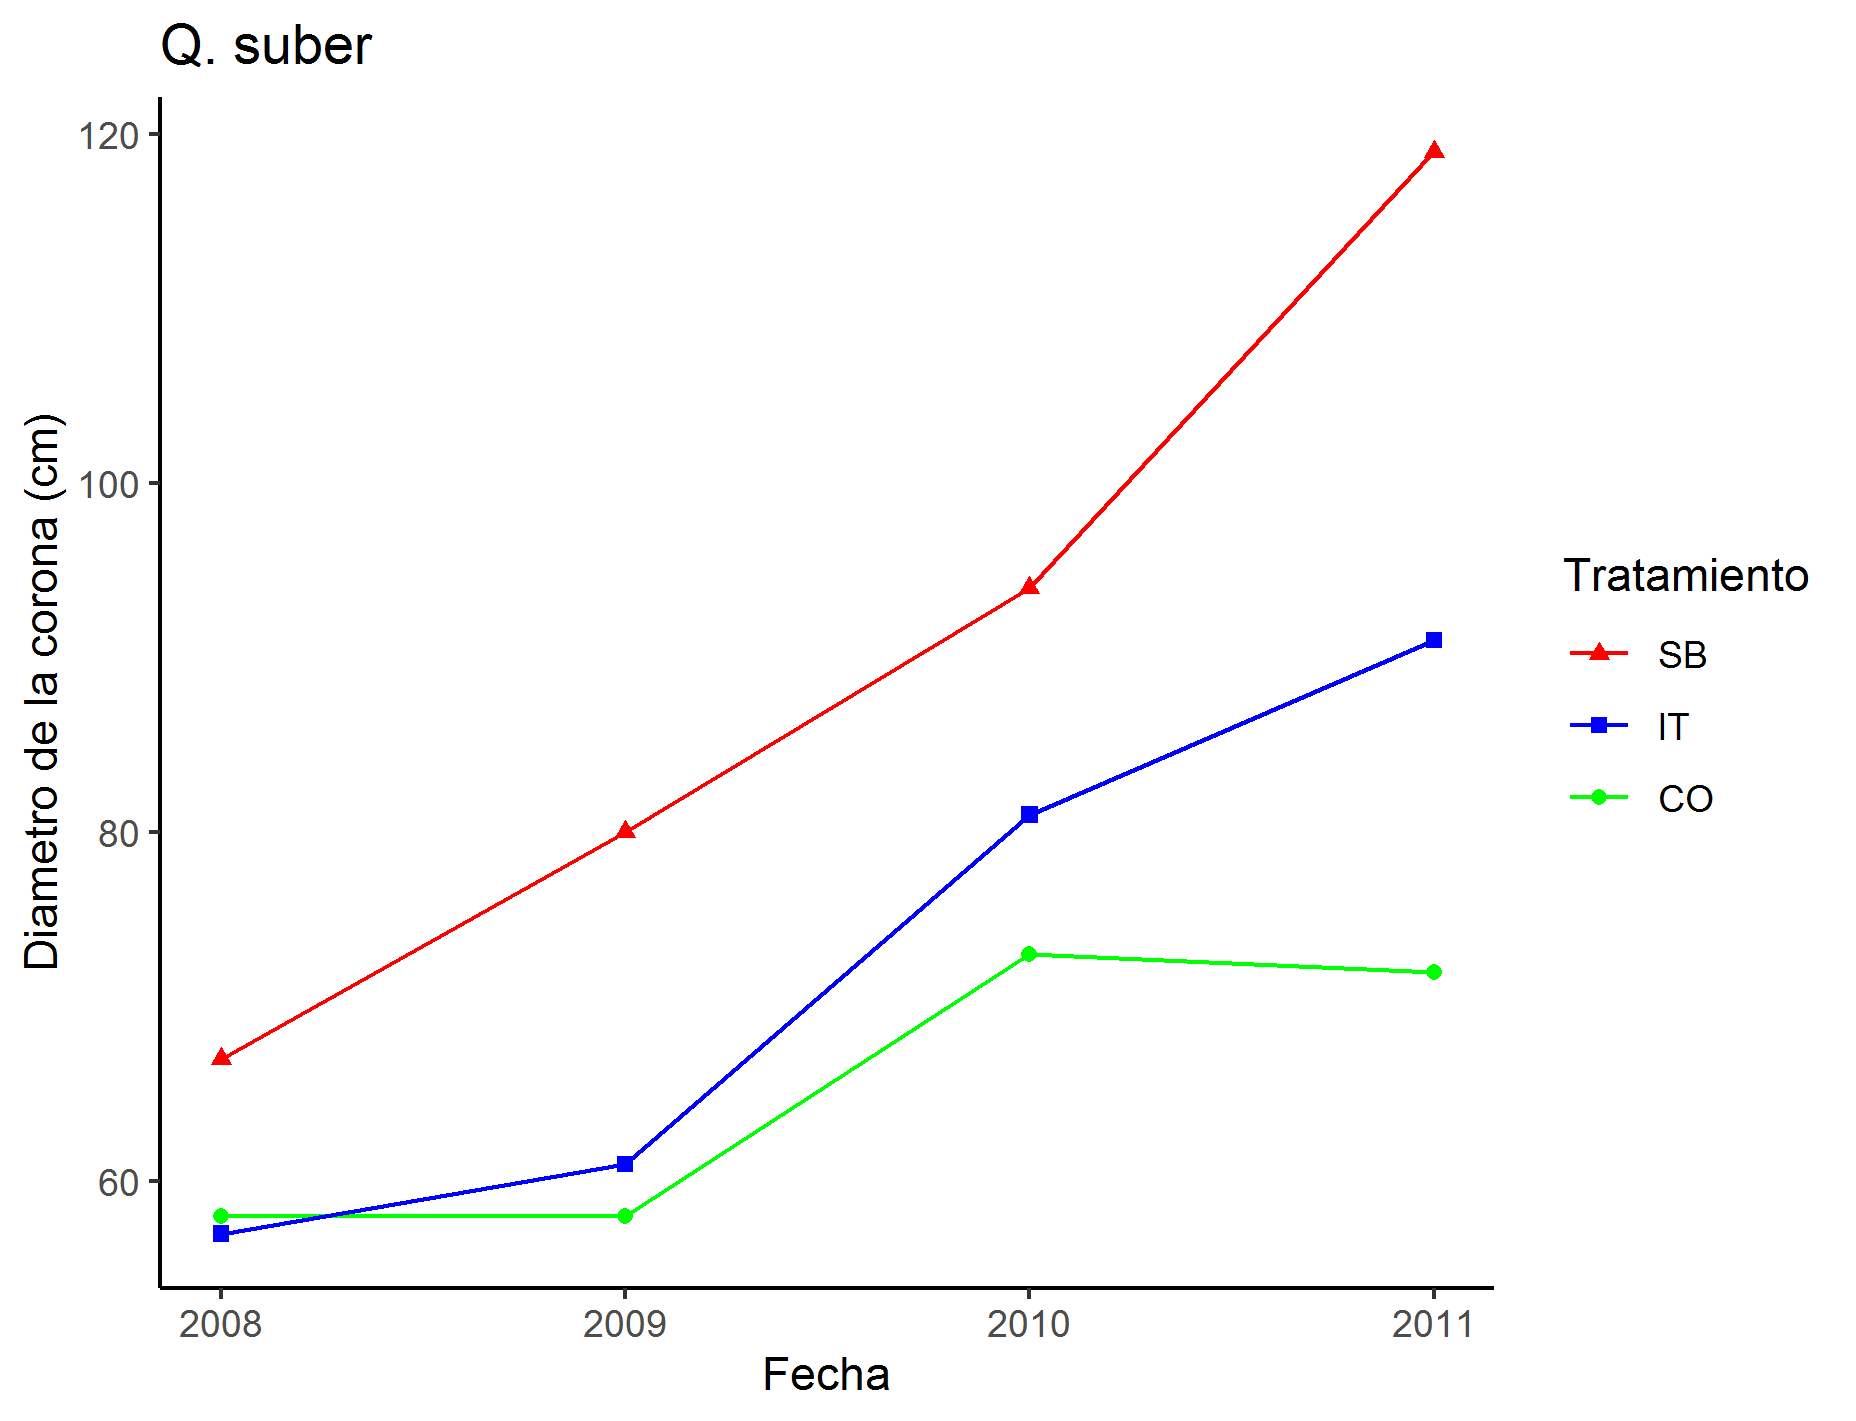 Q. suber
120
100
80
60
Diametro de la corona (cm)
2008 2009 2010 2011
Fecha
Tratamiento
SB
IT
CO